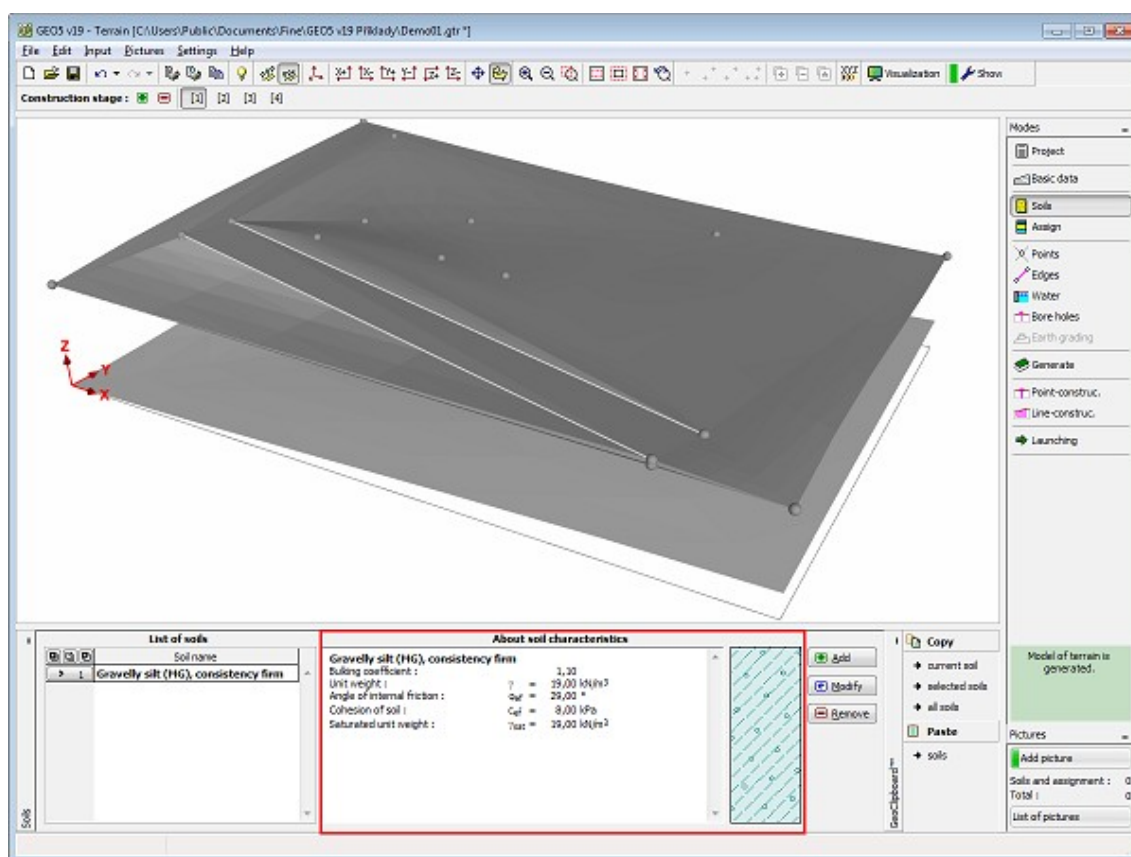 GEO5 v19 - Terrain [C:\Users\Public\Documents\Fine\GEO5 v19 Příklady\Demo01.gtr *]
File Edit Input Pictures Settings Help
Visualization Show
Construction stage : [1] [2] [3] [4]
Modes
Project
Basic data
Soils
Assign
Points
Edges
Water
Bore holes
Earth grading
Generate
Point-construc.
Line-construc.
Launching
Z
Y
X
List of soils
Soil name
1 Gravelly silt (MG), consistency firm
About soil characteristics
Gravelly silt (MG), consistency firm
Bulking coefficient : 1,10
Unit weight : ? = 19,00 kN/m³
Angle of internal friction : φef = 29,00 °
Cohesion of soil : cef = 8,00 kPa
Saturated unit weight : γsat = 19,00 kN/m³
Add
Modify
Remove
Soils
GeoClipboard™
Copy
current soil
selected soils
all soils
Paste
soils
Model of terrain is
generated.
Pictures
Add picture
Soils and assignment : 0
Total : 0
List of pictures